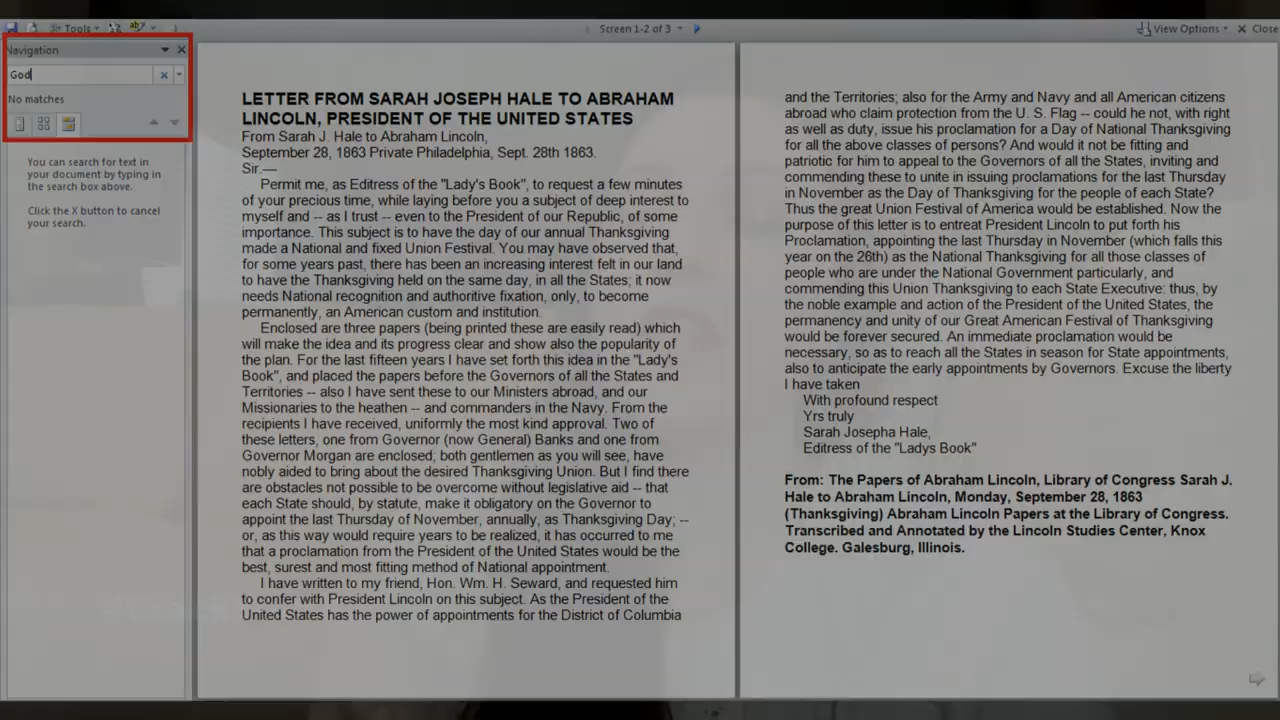 Tools
Screen 1-2 of 3
View Options
Close
Navigation
God
No matches
You can search for text in
your document by typing in
the search box above.
Click the X button to cancel
your search.
LETTER FROM SARAH JOSEPH HALE TO ABRAHAM
LINCOLN, PRESIDENT OF THE UNITED STATES
From Sarah J. Hale to Abraham Lincoln,
September 28, 1863 Private Philadelphia, Sept. 28th 1863.
Sir.—
Permit me, as Editress of the "Lady's Book", to request a few minutes
of your precious time, while laying before you a subject of deep interest to
myself and -- as I trust -- even to the President of our Republic, of some
importance. This subject is to have the day of our annual Thanksgiving
made a National and fixed Union Festival. You may have observed that,
for some years past, there has been an increasing interest felt in our land
to have the Thanksgiving held on the same day, in all the States; it now
needs National recognition and authoritive fixation, only, to become
permanently, an American custom and institution.
Enclosed are three papers (being printed these are easily read) which
will make the idea and its progress clear and show also the popularity of
the plan. For the last fifteen years I have set forth this idea in the "Lady's
Book", and placed the papers before the Governors of all the States and
Territories -- also I have sent these to our Ministers abroad, and our
Missionaries to the heathen -- and commanders in the Navy. From the
recipients I have received, uniformly the most kind approval. Two of
these letters, one from Governor (now General) Banks and one from
Governor Morgan are enclosed; both gentlemen as you will see, have
nobly aided to bring about the desired Thanksgiving Union. But I find there
are obstacles not possible to be overcome without legislative aid -- that
each State should, by statute, make it obligatory on the Governor to
appoint the last Thursday of November, annually, as Thanksgiving Day; --
or, as this way would require years to be realized, it has occurred to me
that a proclamation from the President of the United States would be the
best, surest and most fitting method of National appointment.
I have written to my friend, Hon. Wm. H. Seward, and requested him
to confer with President Lincoln on this subject. As the President of the
United States has the power of appointments for the District of Columbia
and the Territories; also for the Army and Navy and all American citizens
abroad who claim protection from the U. S. Flag -- could he not, with right
as well as duty, issue his proclamation for a Day of National Thanksgiving
for all the above classes of persons? And would it not be fitting and
patriotic for him to appeal to the Governors of all the States, inviting and
commending these to unite in issuing proclamations for the last Thursday
in November as the Day of Thanksgiving for the people of each State?
Thus the great Union Festival of America would be established. Now the
purpose of this letter is to entreat President Lincoln to put forth his
Proclamation, appointing the last Thursday in November (which falls this
year on the 26th) as the National Thanksgiving for all those classes of
people who are under the National Government particularly, and
commending this Union Thanksgiving to each State Executive: thus, by
the noble example and action of the President of the United States, the
permanency and unity of our Great American Festival of Thanksgiving
would be forever secured. An immediate proclamation would be
necessary, so as to reach all the States in season for State appointments,
also to anticipate the early appointments by Governors. Excuse the liberty
I have taken
With profound respect
Yrs truly
Sarah Josepha Hale,
Editress of the "Ladys Book"
From: The Papers of Abraham Lincoln, Library of Congress Sarah J.
Hale to Abraham Lincoln, Monday, September 28, 1863
(Thanksgiving) Abraham Lincoln Papers at the Library of Congress.
Transcribed and Annotated by the Lincoln Studies Center, Knox
College. Galesburg, Illinois.